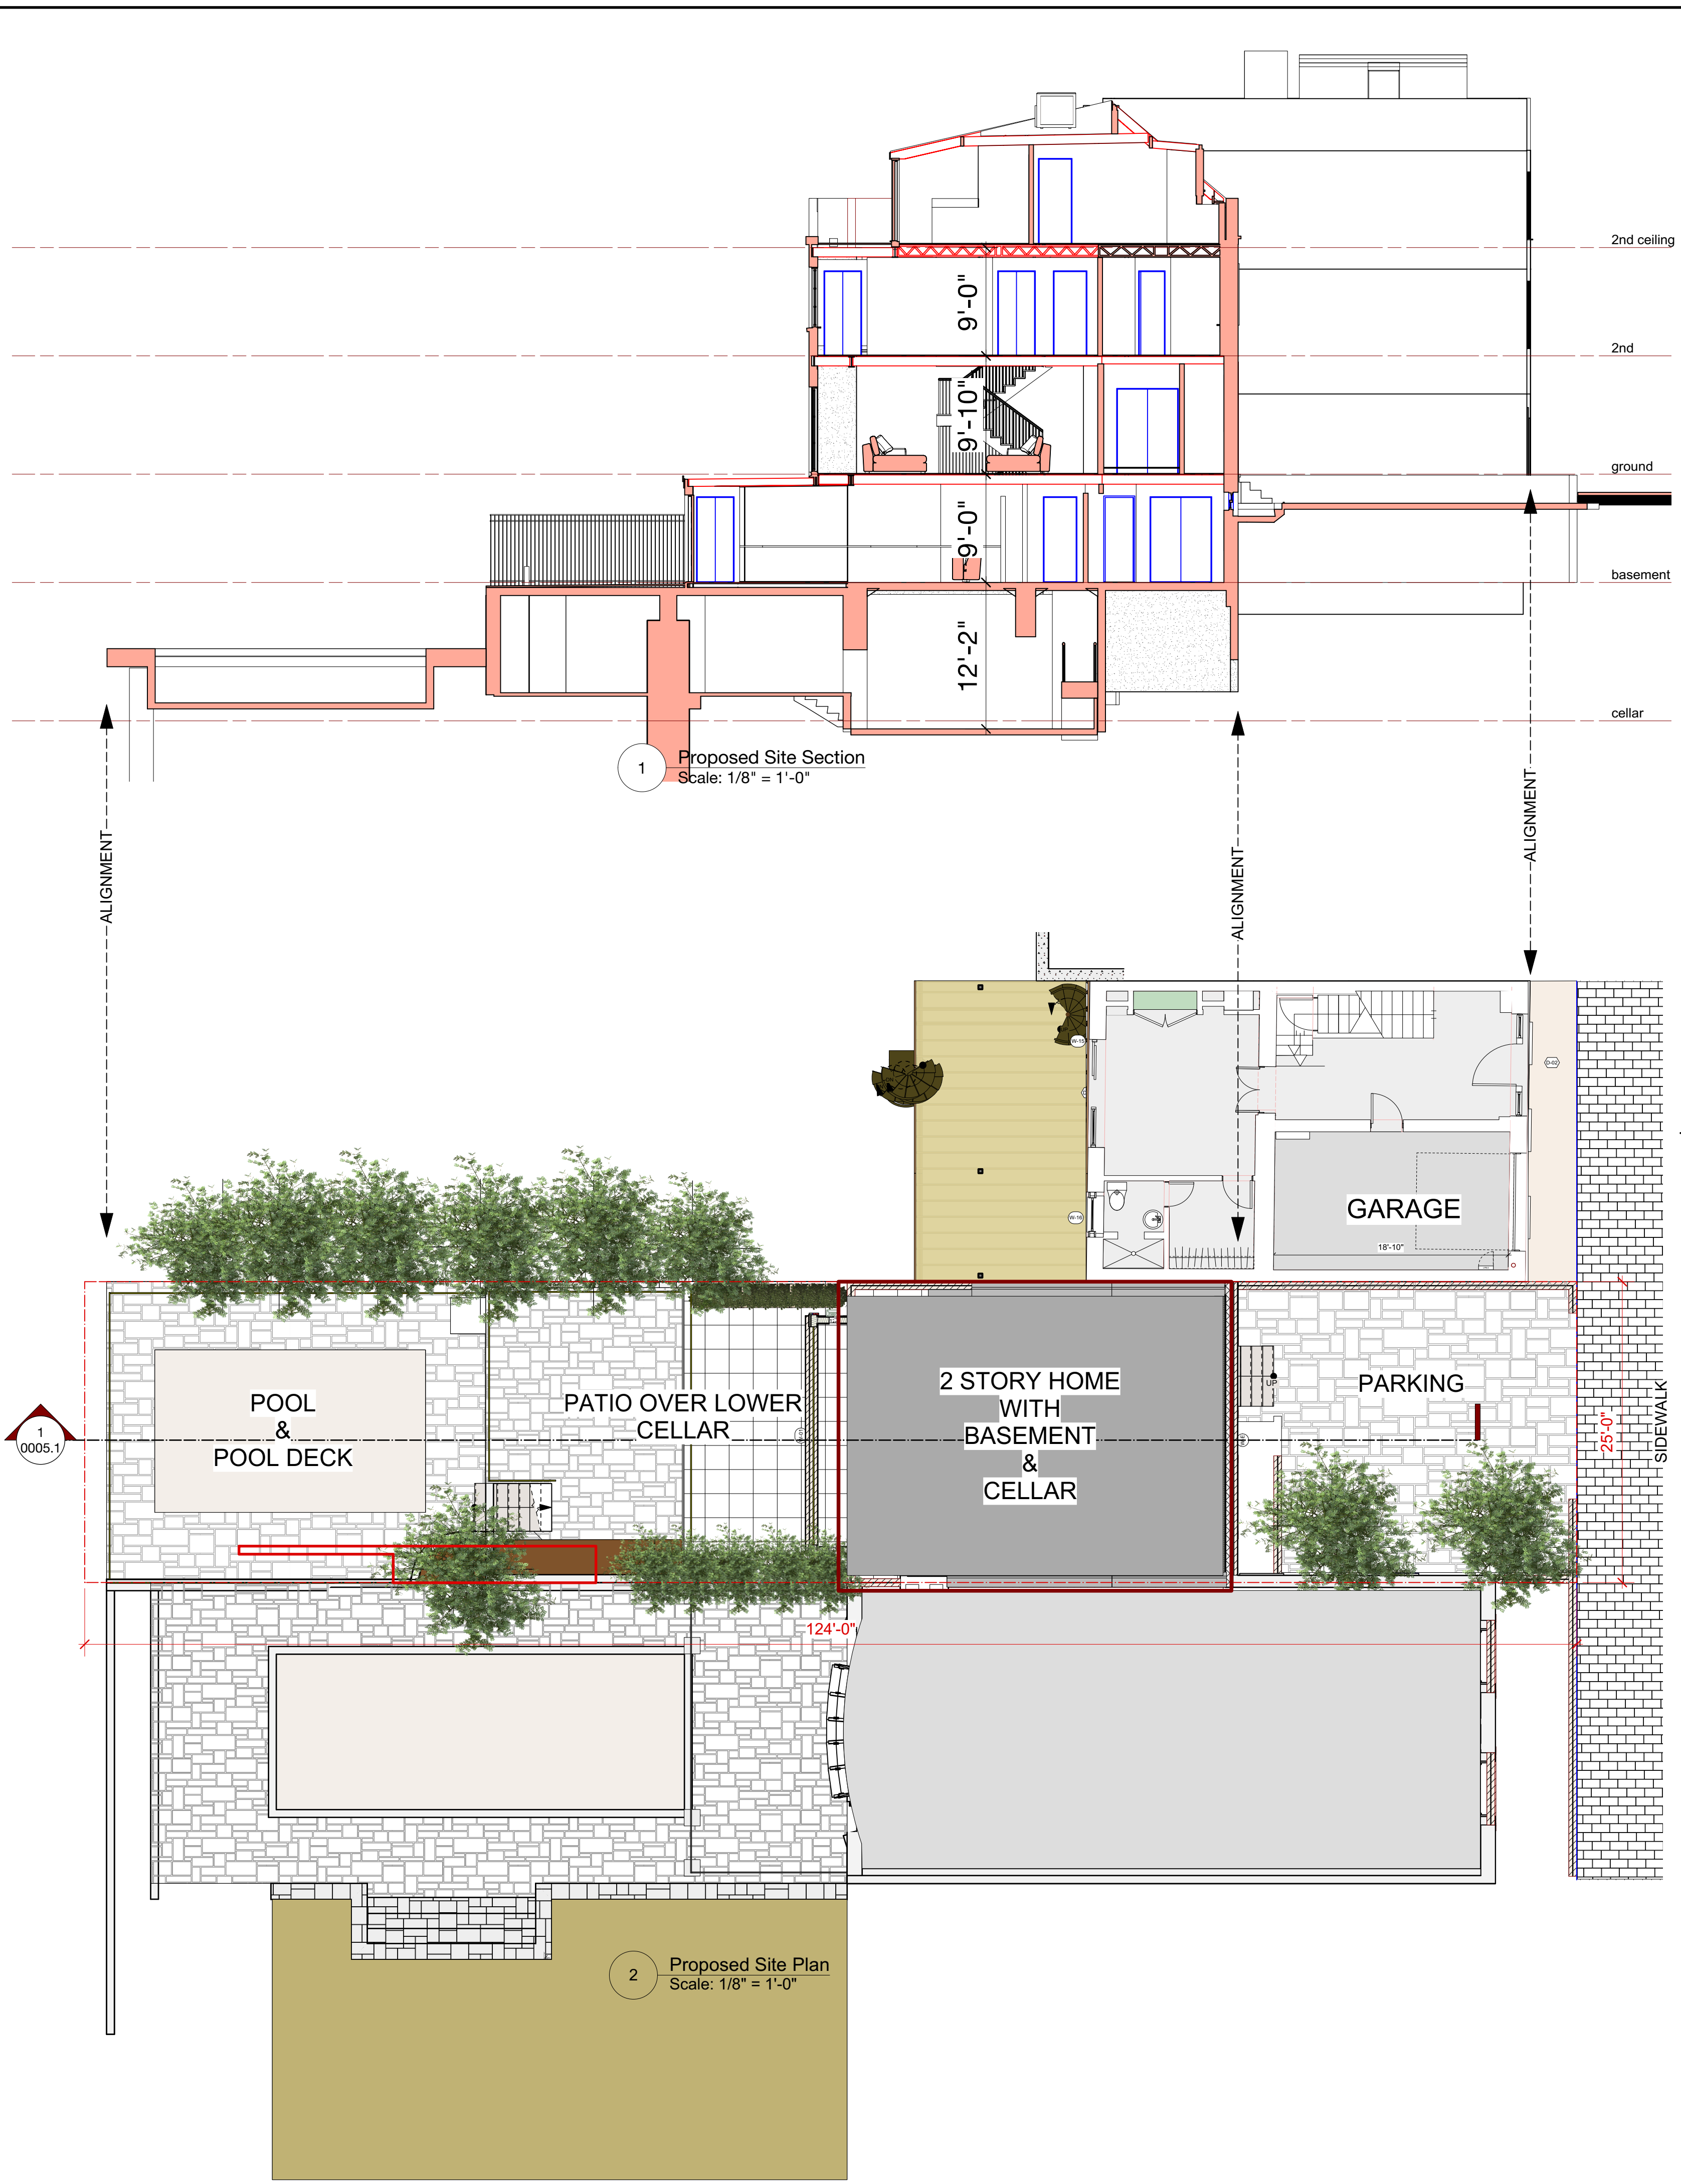 2nd ceiling
9'-0"
2nd
9'-10"
ground
9'-0"
basement
12'-2"
cellar
1
Proposed Site Section
Scale: 1/8" = 1'-0"
ALIGNMENT
ALIGNMENT
ALIGNMENT
W-15
D-02
W-16
GARAGE
18'-10"
2 STORY HOME
WITH
BASEMENT
&
CELLAR
UP
PARKING
POOL
&
POOL DECK
PATIO OVER LOWER
CELLAR
1
0005.1
25'-0"
SIDEWALK
124'-0"
2
Proposed Site Plan
Scale: 1/8" = 1'-0"